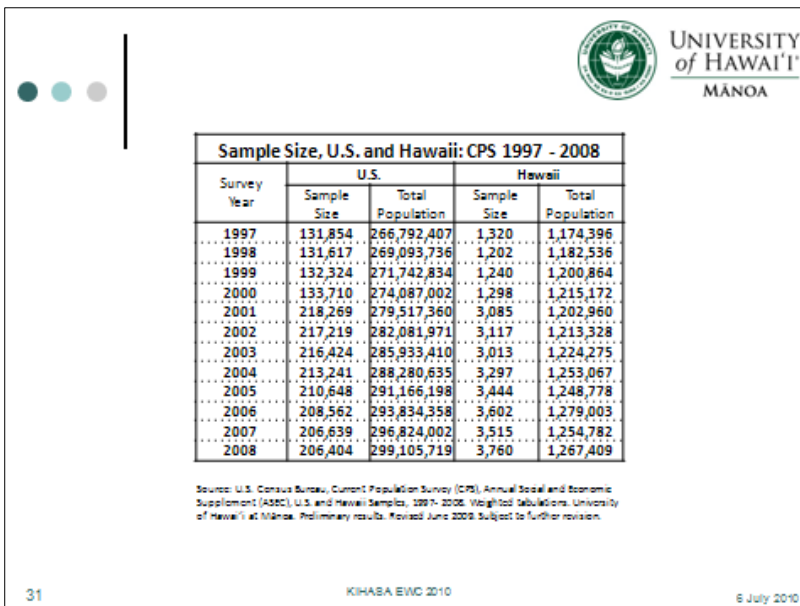 UNIVERSITY
of HAWAI‘I®
MĀNOA
Sample Size, U.S. and Hawaii: CPS 1997 - 2008
Survey Year U.S. Hawaii
Sample Size Total Population Sample Size Total Population
1997 131,854 266,792,407 1,320 1,174,396
1998 131,617 269,093,736 1,202 1,182,536
1999 132,324 271,742,834 1,240 1,200,864
2000 133,710 274,087,002 1,298 1,215,172
2001 218,269 279,517,360 3,085 1,202,960
2002 217,219 282,081,971 3,117 1,213,328
2003 216,424 285,933,410 3,013 1,224,275
2004 213,241 288,280,635 3,297 1,253,067
2005 210,648 291,166,198 3,444 1,248,778
2006 208,562 293,834,358 3,602 1,279,003
2007 206,639 296,824,002 3,515 1,254,782
2008 206,404 299,105,719 3,760 1,267,409
Source: U.S. Census Bureau, Current Population Survey (CPS), Annual Social and Economic
Supplement (ASEC), U.S. and Hawaii Samples, 1997- 2008. Weighted tabulations. University
of Hawai‘i at Mānoa. Preliminary results. Revised June 2009. Subject to further revision.
31 KIHASA EWC 2010 6 July 2010